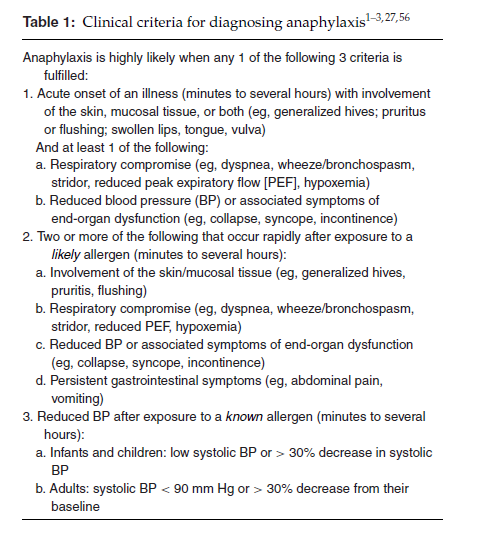 Table 1: Clinical criteria for diagnosing anaphylaxis1–3,27,56
Anaphylaxis is highly likely when any 1 of the following 3 criteria is
fulfilled:
1. Acute onset of an illness (minutes to several hours) with involvement
of the skin, mucosal tissue, or both (eg, generalized hives; pruritus
or flushing; swollen lips, tongue, vulva)
And at least 1 of the following:
a. Respiratory compromise (eg, dyspnea, wheeze/bronchospasm,
stridor, reduced peak expiratory flow [PEF], hypoxemia)
b. Reduced blood pressure (BP) or associated symptoms of
end-organ dysfunction (eg, collapse, syncope, incontinence)
2. Two or more of the following that occur rapidly after exposure to a
likely allergen (minutes to several hours):
a. Involvement of the skin/mucosal tissue (eg, generalized hives,
pruritis, flushing)
b. Respiratory compromise (eg, dyspnea, wheeze/bronchospasm,
stridor, reduced PEF, hypoxemia)
c. Reduced BP or associated symptoms of end-organ dysfunction
(eg, collapse, syncope, incontinence)
d. Persistent gastrointestinal symptoms (eg, abdominal pain,
vomiting)
3. Reduced BP after exposure to a known allergen (minutes to several
hours):
a. Infants and children: low systolic BP or > 30% decrease in systolic
BP
b. Adults: systolic BP < 90 mm Hg or > 30% decrease from their
baseline